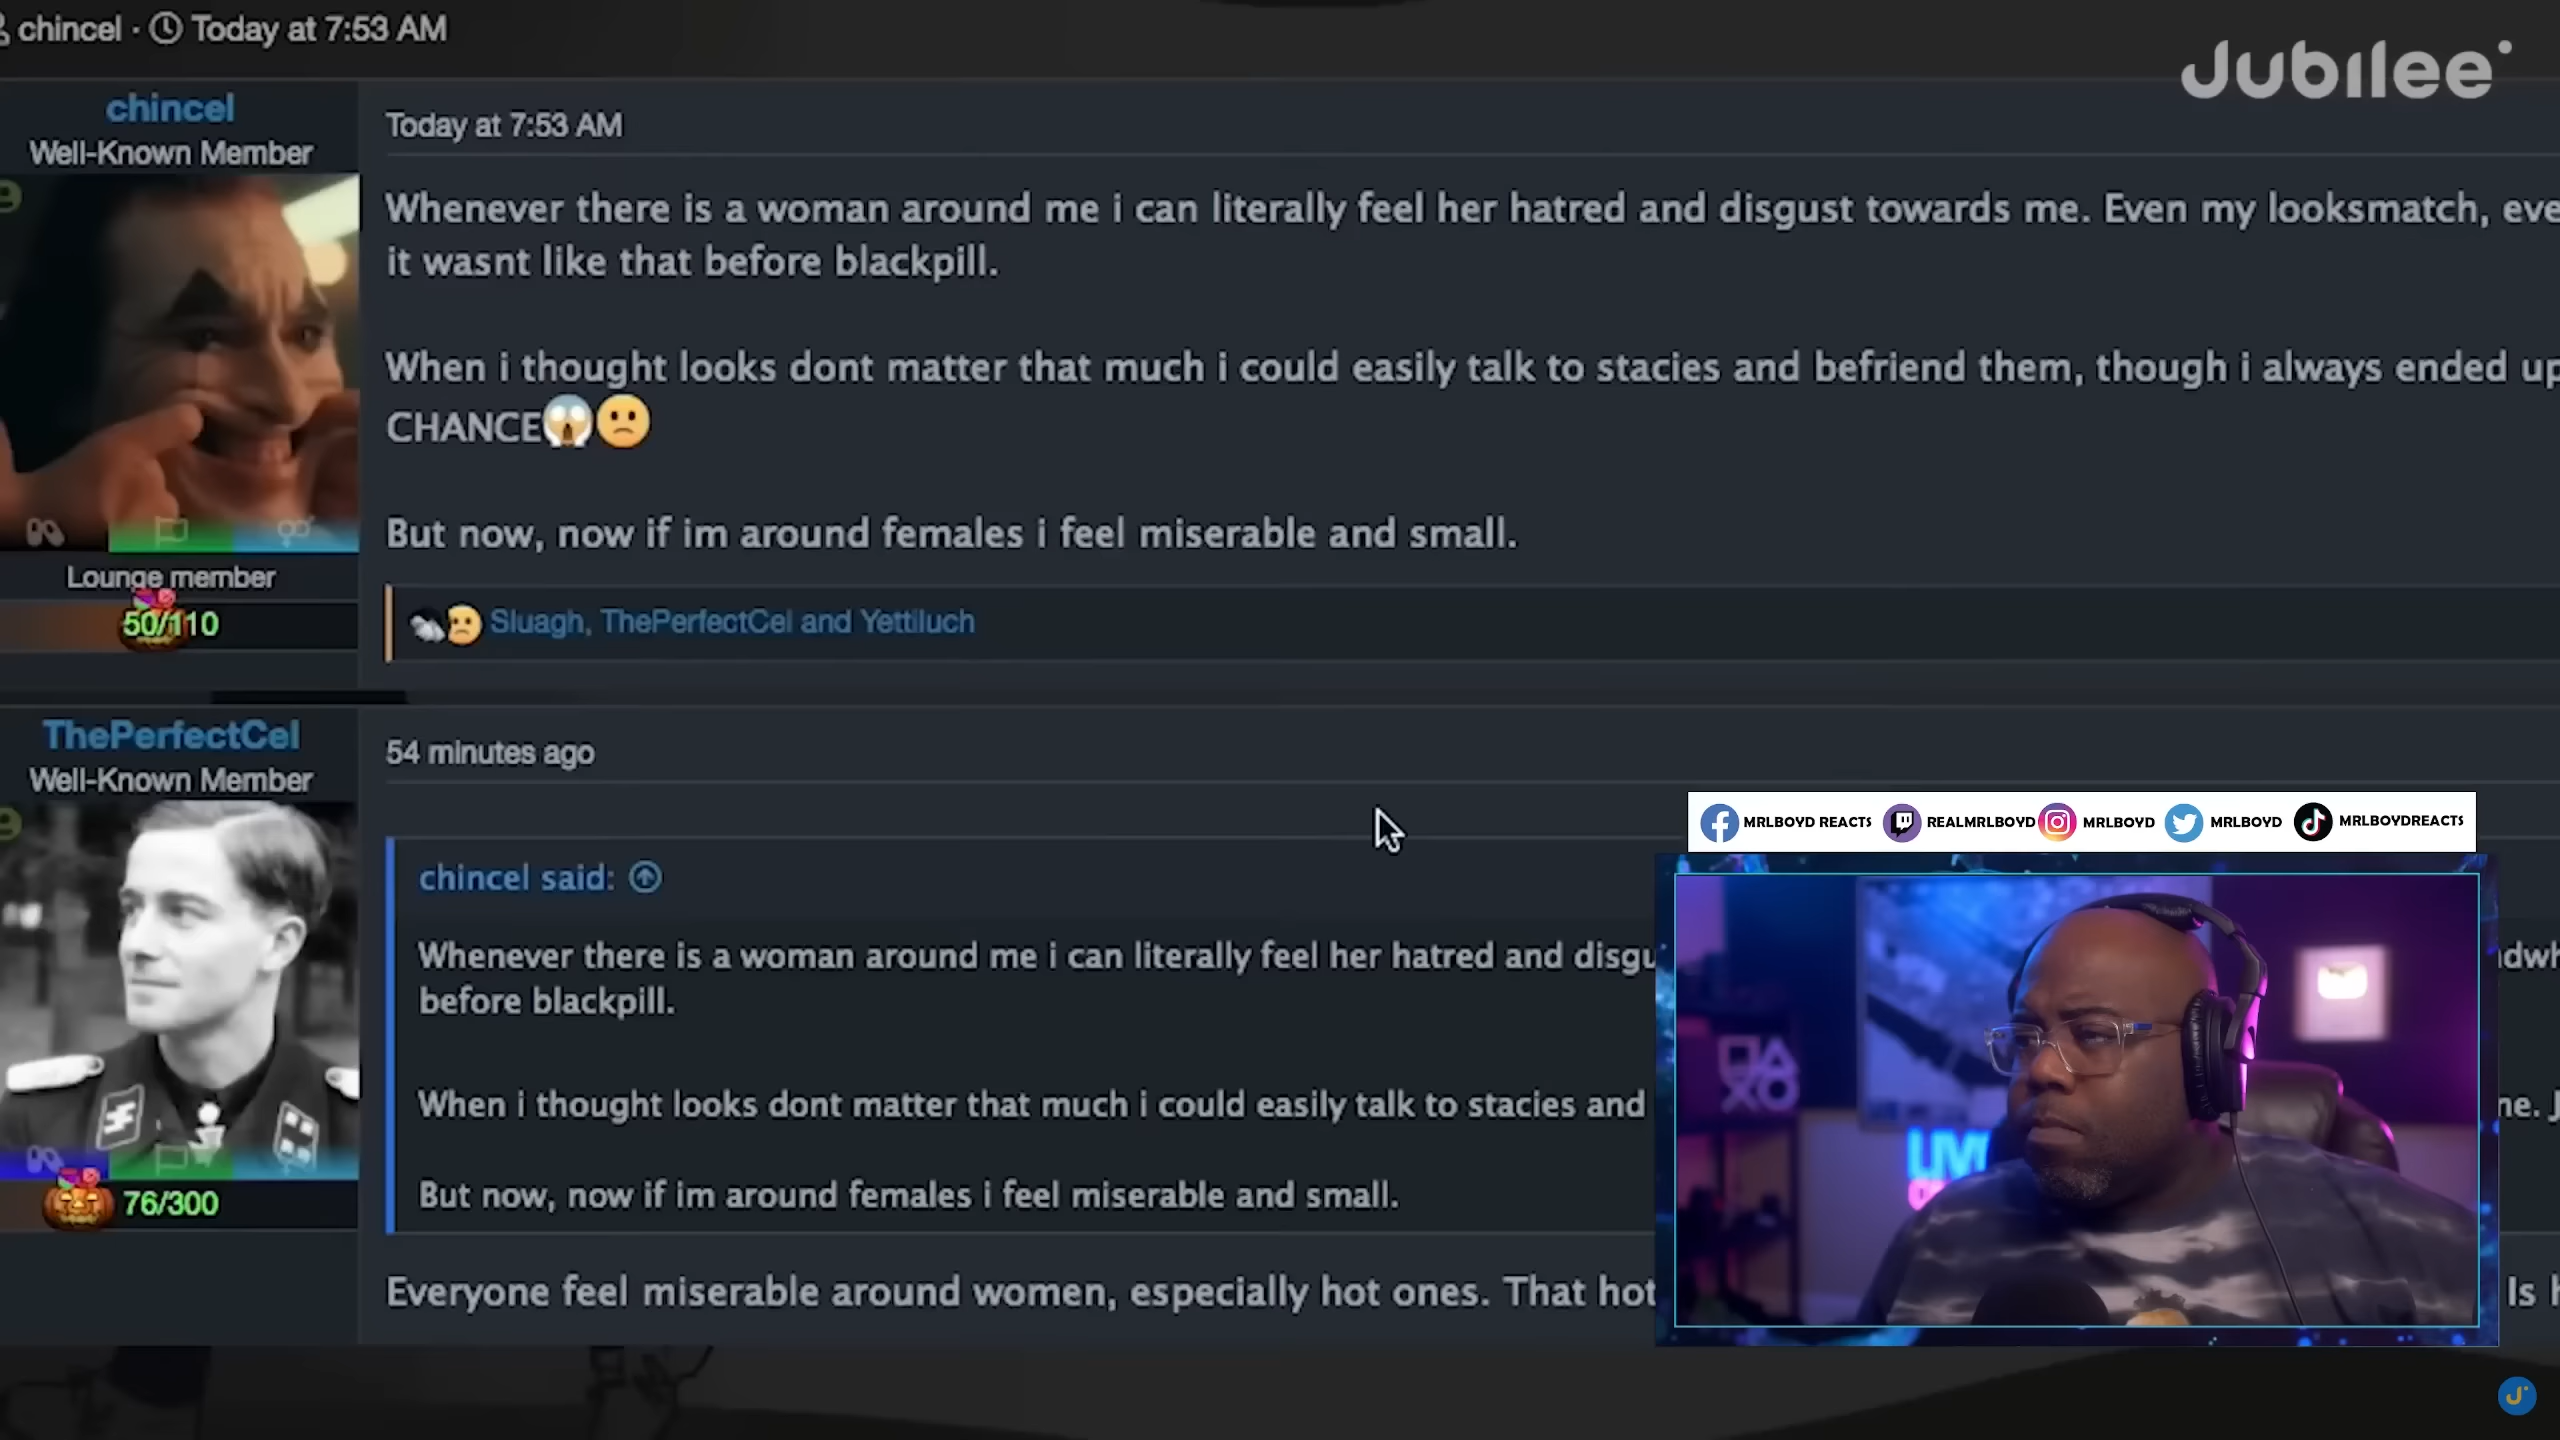 chincel · Today at 7:53 AM
Jubilee
chincel
Well-Known Member
Lounge member
50/110
Today at 7:53 AM
Whenever there is a woman around me i can literally feel her hatred and disgust towards me. Even my looksmatch, eve
it wasnt like that before blackpill.
When i thought looks dont matter that much i could easily talk to stacies and befriend them, though i always ended up
CHANCE😱🙁
But now, now if im around females i feel miserable and small.
Sluagh, ThePerfectCel and Yettiluch
ThePerfectCel
Well-Known Member
76/300
54 minutes ago
chincel said:
Whenever there is a woman around me i can literally feel her hatred and disgu
before blackpill.
When i thought looks dont matter that much i could easily talk to stacies and
ne. J
But now, now if im around females i feel miserable and small.
Everyone feel miserable around women, especially hot ones. That hot
Is h
MRLBOYD REACTS REALMRLBOYD MRLBOYD MRLBOYD MRLBOYDREACTS
LIV